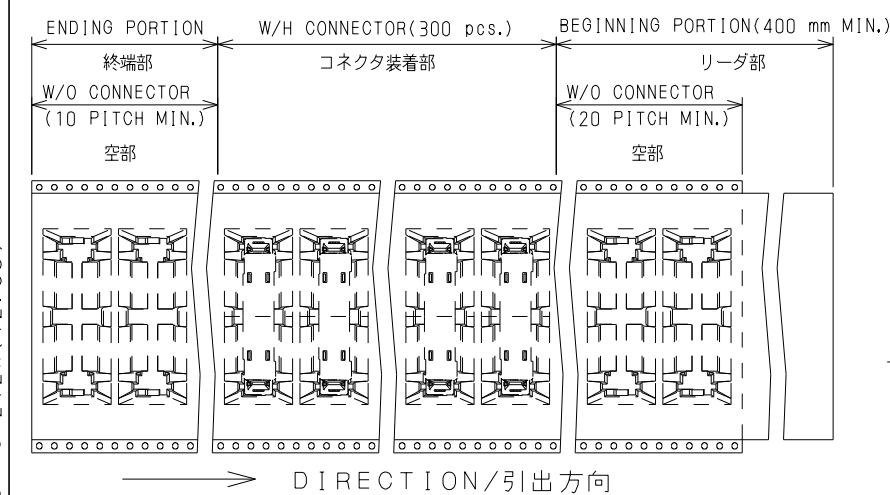 ENDING PORTION
W/H CONNECTOR(300 pcs.)
BEGINNING PORTION(400 mm MIN.)
終端部
コネクタ装着部
リーダ部
W/O CONNECTOR
(10 PITCH MIN.)
空部
W/O CONNECTOR
(20 PITCH MIN.)
空部
DIRECTION/引出方向